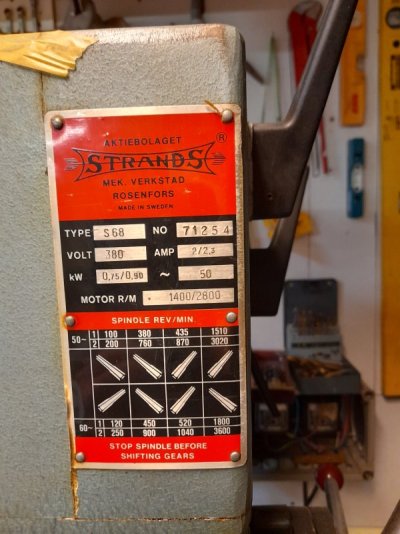 AKTIEBOLAGET
®
STRANDS
MEK. VERKSTAD
ROSENFORS
MADE IN SWEDEN
TYPE S68 NO 71254
VOLT 380 AMP 2/2,3
kW 0,75/0,90 ~ 50
MOTOR R/M 1400/2800
SPINDLE REV/MIN
50~ 1 100 380 435 1510
2 200 760 870 3020
60~ 1 120 450 520 1800
2 250 900 1040 3600
STOP SPINDLE BEFORE
SHIFTING GEARS